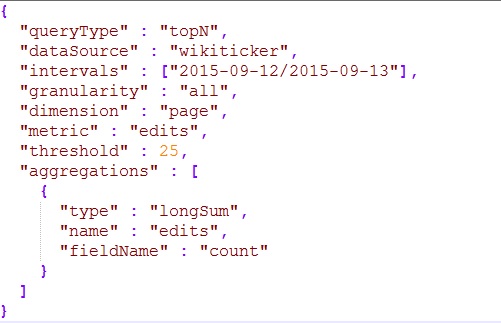 {
  "queryType" : "topN",
  "dataSource" : "wikiticker",
  "intervals" : ["2015-09-12/2015-09-13"],
  "granularity" : "all",
  "dimension" : "page",
  "metric" : "edits",
  "threshold" : 25,
  "aggregations" : [
    {
      "type" : "longSum",
      "name" : "edits",
      "fieldName" : "count"
    }
  ]
}